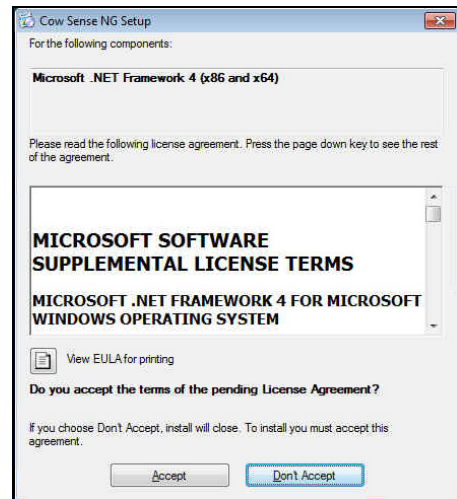 Cow Sense NG Setup
For the following components:
Microsoft .NET Framework 4 (x86 and x64)
Please read the following license agreement. Press the page down key to see the rest
of the agreement.
MICROSOFT SOFTWARE
SUPPLEMENTAL LICENSE TERMS
MICROSOFT .NET FRAMEWORK 4 FOR MICROSOFT
WINDOWS OPERATING SYSTEM
View EULA for printing
Do you accept the terms of the pending License Agreement?
If you choose Don't Accept, install will close. To install you must accept this
agreement.
Accept
Don't Accept